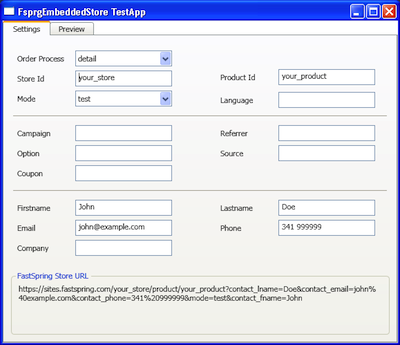 FsprgEmbeddedStore TestApp
Settings Preview
Order Process detail
Store Id your_store Product Id your_product
Mode test Language
Campaign Referrer
Option Source
Coupon
Firstname John Lastname Doe
Email john@example.com Phone 341 999999
Company
FastSpring Store URL
https://sites.fastspring.com/your_store/product/your_product?contact_lname=Doe&contact_email=john%
40example.com&contact_phone=341%20999999&mode=test&contact_fname=John